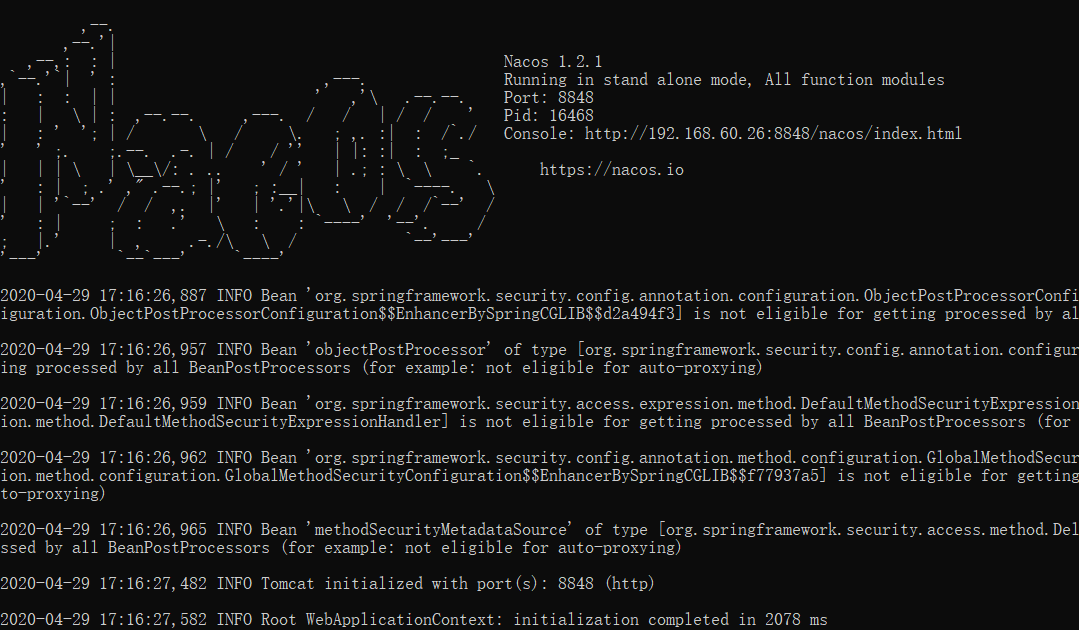 Nacos 1.2.1
Running in stand alone mode, All function modules
Port: 8848
Pid: 16468
Console: http://192.168.60.26:8848/nacos/index.html
https://nacos.io
2020-04-29 17:16:26,887 INFO Bean 'org.springframework.security.config.annotation.configuration.ObjectPostProcessorConfi
iguration.ObjectPostProcessorConfiguration$$EnhancerBySpringCGLIB$$d2a494f3] is not eligible for getting processed by al
2020-04-29 17:16:26,957 INFO Bean 'objectPostProcessor' of type [org.springframework.security.config.annotation.configur
ing processed by all BeanPostProcessors (for example: not eligible for auto-proxying)
2020-04-29 17:16:26,959 INFO Bean 'org.springframework.security.access.expression.method.DefaultMethodSecurityExpression
ion.method.DefaultMethodSecurityExpressionHandler] is not eligible for getting processed by all BeanPostProcessors (for
2020-04-29 17:16:26,962 INFO Bean 'org.springframework.security.config.annotation.method.configuration.GlobalMethodSecur
ion.method.configuration.GlobalMethodSecurityConfiguration$$EnhancerBySpringCGLIB$$f77937a5] is not eligible for getting
to-proxying)
2020-04-29 17:16:26,965 INFO Bean 'methodSecurityMetadataSource' of type [org.springframework.security.access.method.Del
ssed by all BeanPostProcessors (for example: not eligible for auto-proxying)
2020-04-29 17:16:27,482 INFO Tomcat initialized with port(s): 8848 (http)
2020-04-29 17:16:27,582 INFO Root WebApplicationContext: initialization completed in 2078 ms